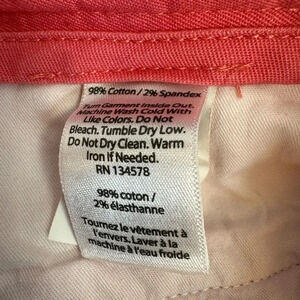 98% Cotton / 2% Spandex
Turn Garment Inside Out.
Machine Wash Cold With
Like Colors. Do Not
Bleach. Tumble Dry Low.
Do Not Dry Clean. Warm
Iron if Needed.
RN 134578
98% coton /
2% élasthanne
Tournez le vêtement à
l'envers. Laver à la
machine à l'eau froide